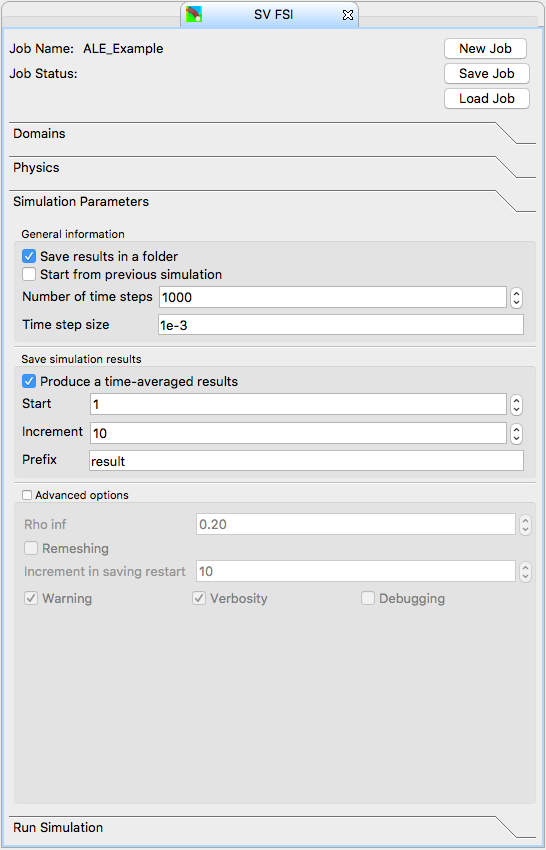 SV FSI
Job Name: ALE_Example
New Job
Job Status:
Save Job
Load Job
Domains
Physics
Simulation Parameters
General information
Save results in a folder
Start from previous simulation
Number of time steps 1000
Time step size 1e-3
Save simulation results
Produce a time-averaged results
Start 1
Increment 10
Prefix result
Advanced options
Rho inf 0.20
Remeshing
Increment in saving restart 10
Warning Verbosity Debugging
Run Simulation